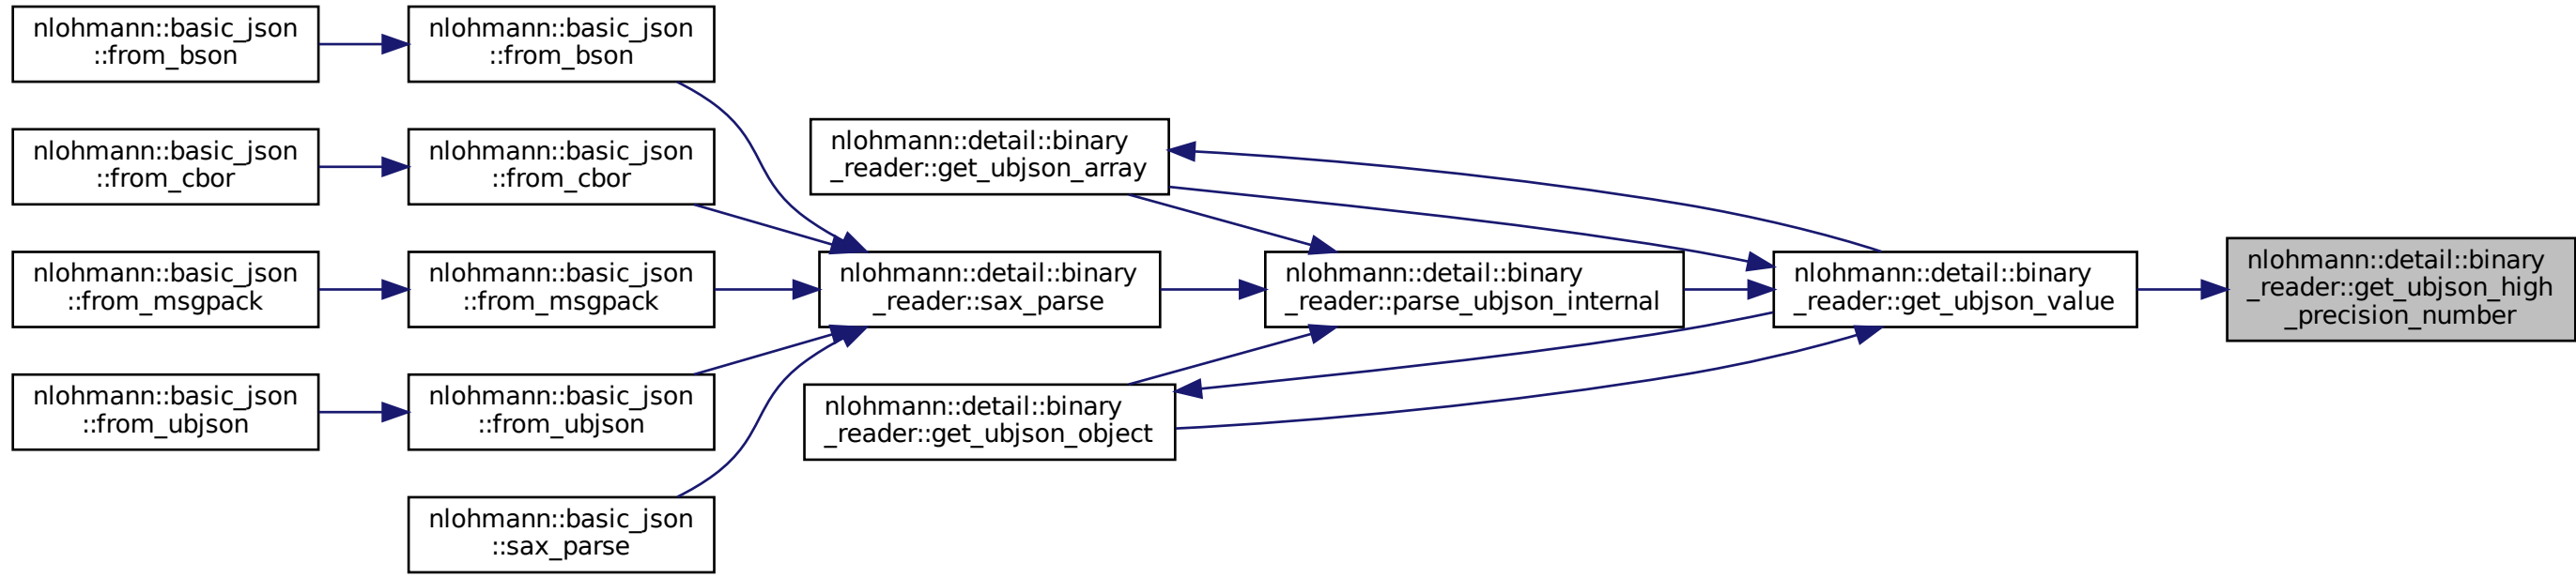 nlohmann::basic_json
::from_bson
nlohmann::basic_json
::from_bson
nlohmann::basic_json
::from_cbor
nlohmann::basic_json
::from_cbor
nlohmann::basic_json
::from_msgpack
nlohmann::basic_json
::from_msgpack
nlohmann::basic_json
::from_ubjson
nlohmann::basic_json
::from_ubjson
nlohmann::basic_json
::sax_parse
nlohmann::detail::binary
_reader::get_ubjson_array
nlohmann::detail::binary
_reader::sax_parse
nlohmann::detail::binary
_reader::get_ubjson_object
nlohmann::detail::binary
_reader::parse_ubjson_internal
nlohmann::detail::binary
_reader::get_ubjson_value
nlohmann::detail::binary
_reader::get_ubjson_high
_precision_number